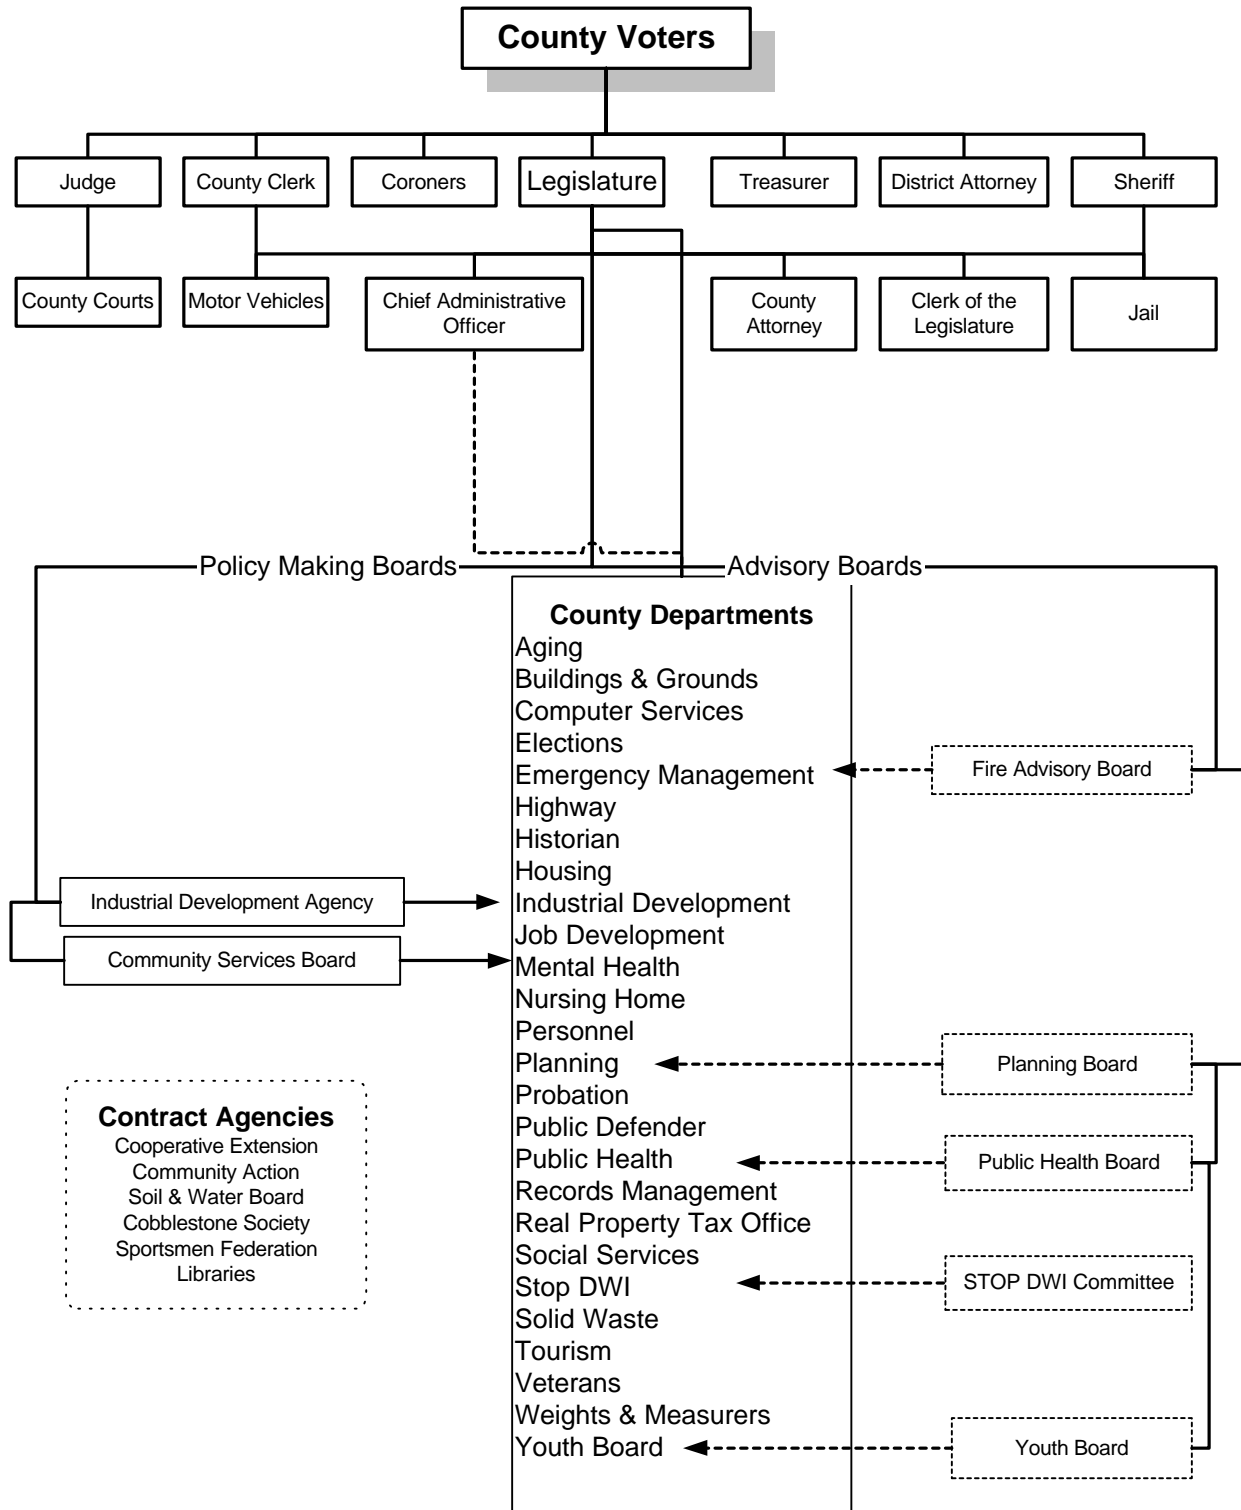 County Voters
Judge
County Clerk
Coroners
Legislature
Treasurer
District Attorney
Sheriff
County Courts
Motor Vehicles
Chief Administrative
Officer
County
Attorney
Clerk of the
Legislature
Jail
Policy Making Boards
Advisory Boards
County Departments
Aging
Buildings & Grounds
Computer Services
Elections
Emergency Management
Highway
Historian
Housing
Industrial Development
Job Development
Mental Health
Nursing Home
Personnel
Planning
Probation
Public Defender
Public Health
Records Management
Real Property Tax Office
Social Services
Stop DWI
Solid Waste
Tourism
Veterans
Weights & Measurers
Youth Board
Industrial Development Agency
Community Services Board
Contract Agencies
Cooperative Extension
Community Action
Soil & Water Board
Cobblestone Society
Sportsmen Federation
Libraries
Fire Advisory Board
Planning Board
Public Health Board
STOP DWI Committee
Youth Board